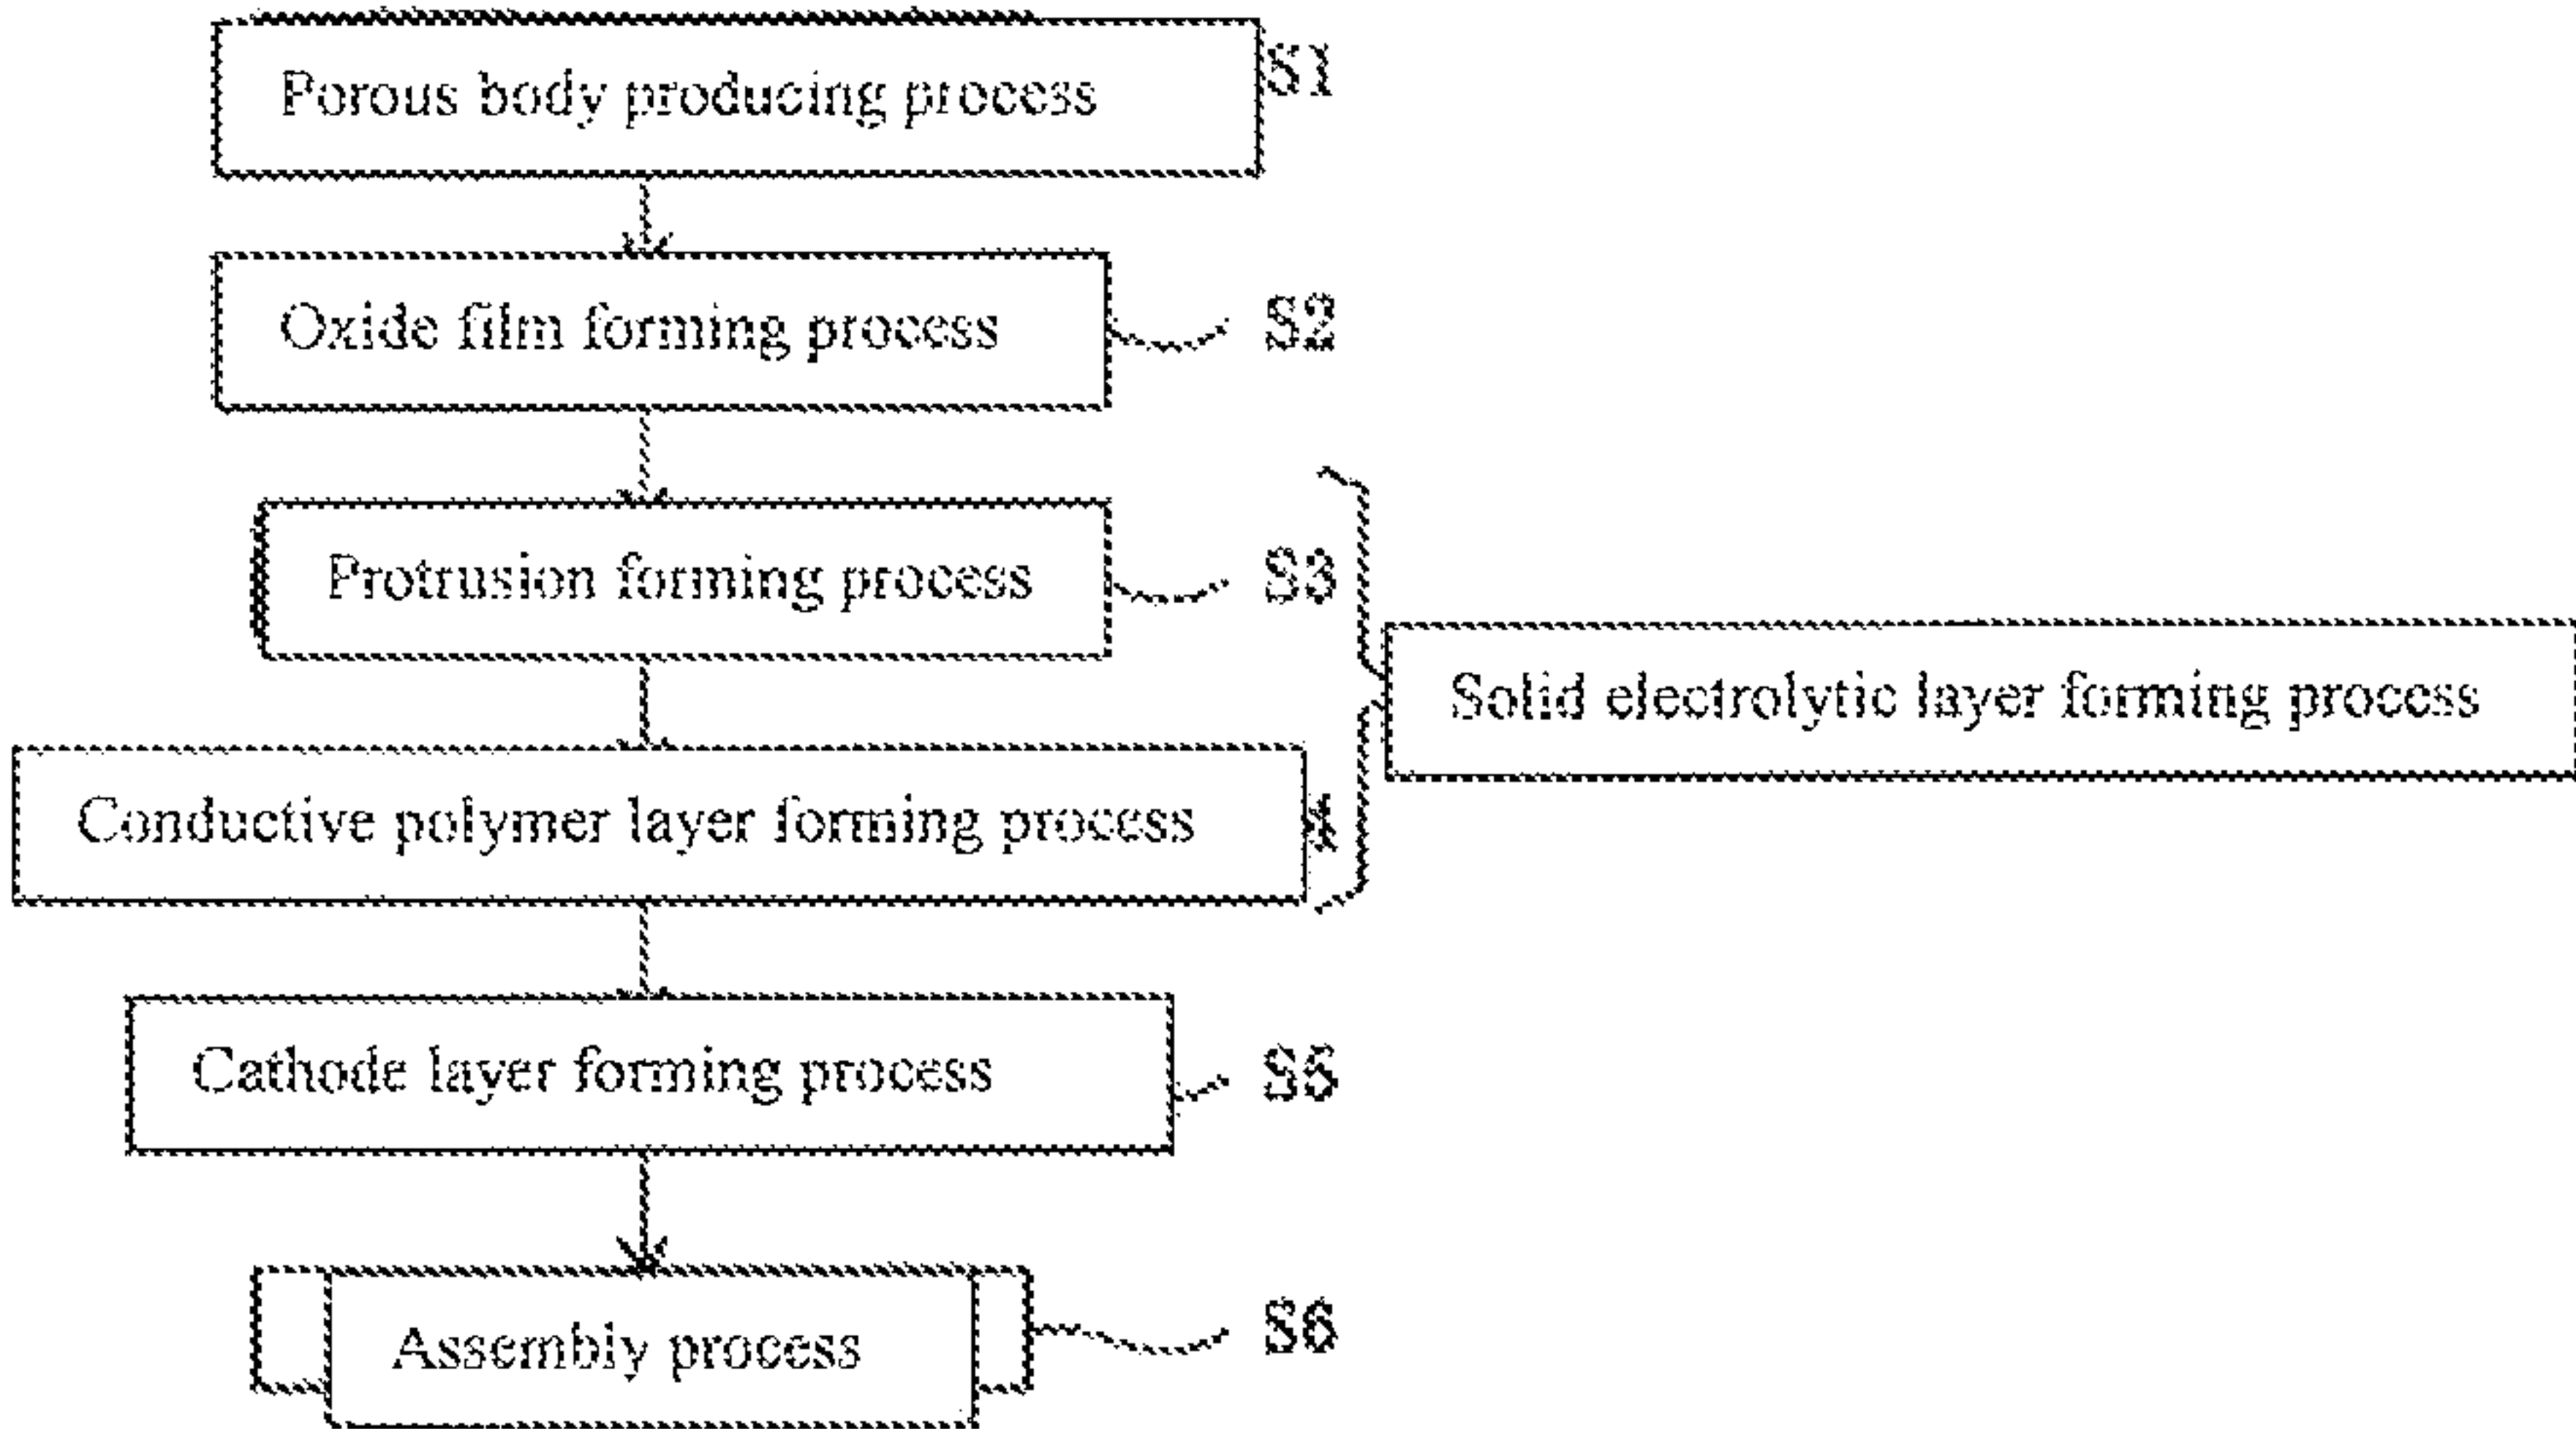 Porous body producing process
S1
Oxide film forming process
S2
Protrusion forming process
S3
Solid electrolytic layer forming process
Conductive polymer layer forming process
4
Cathode layer forming process
S5
Assembly process
S6